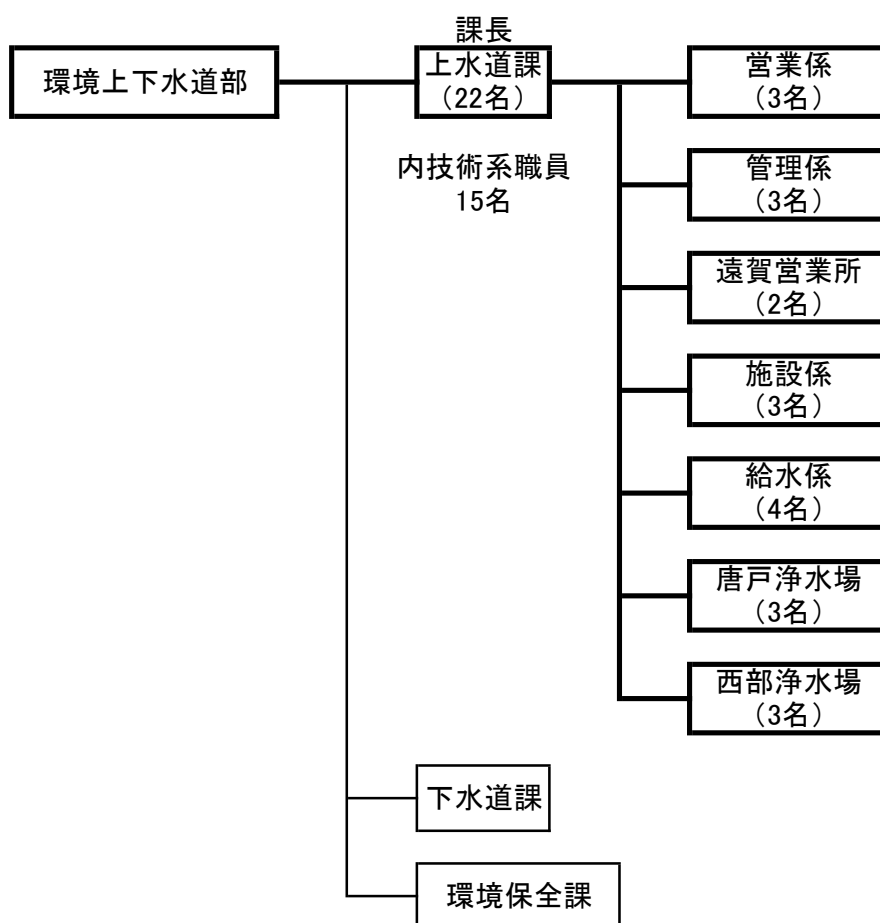 課長
環境上下水道部
上水道課
（22名）
内技術系職員
15名
営業係
（3名）
管理係
（3名）
遠賀営業所
（2名）
施設係
（3名）
給水係
（4名）
唐戸浄水場
（3名）
西部浄水場
（3名）
下水道課
環境保全課